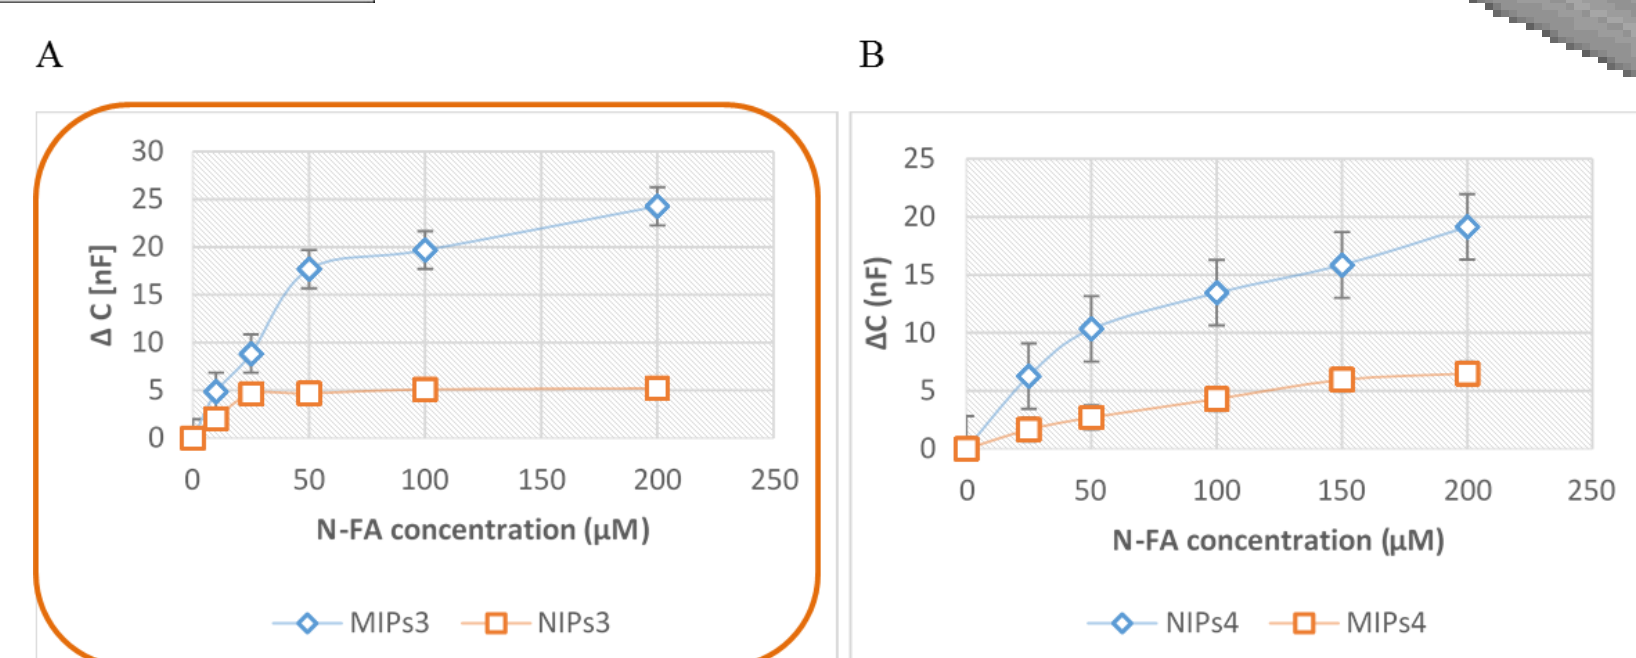 A
B
30
25
20
15
10
5
0
Δ C [nF]
0 50 100 150 200 250
N-FA concentration (µM)
MIPs3 NIPs3
25
20
15
10
5
0
ΔC (nF)
0 50 100 150 200 250
N-FA concentration (µM)
NIPs4 MIPs4